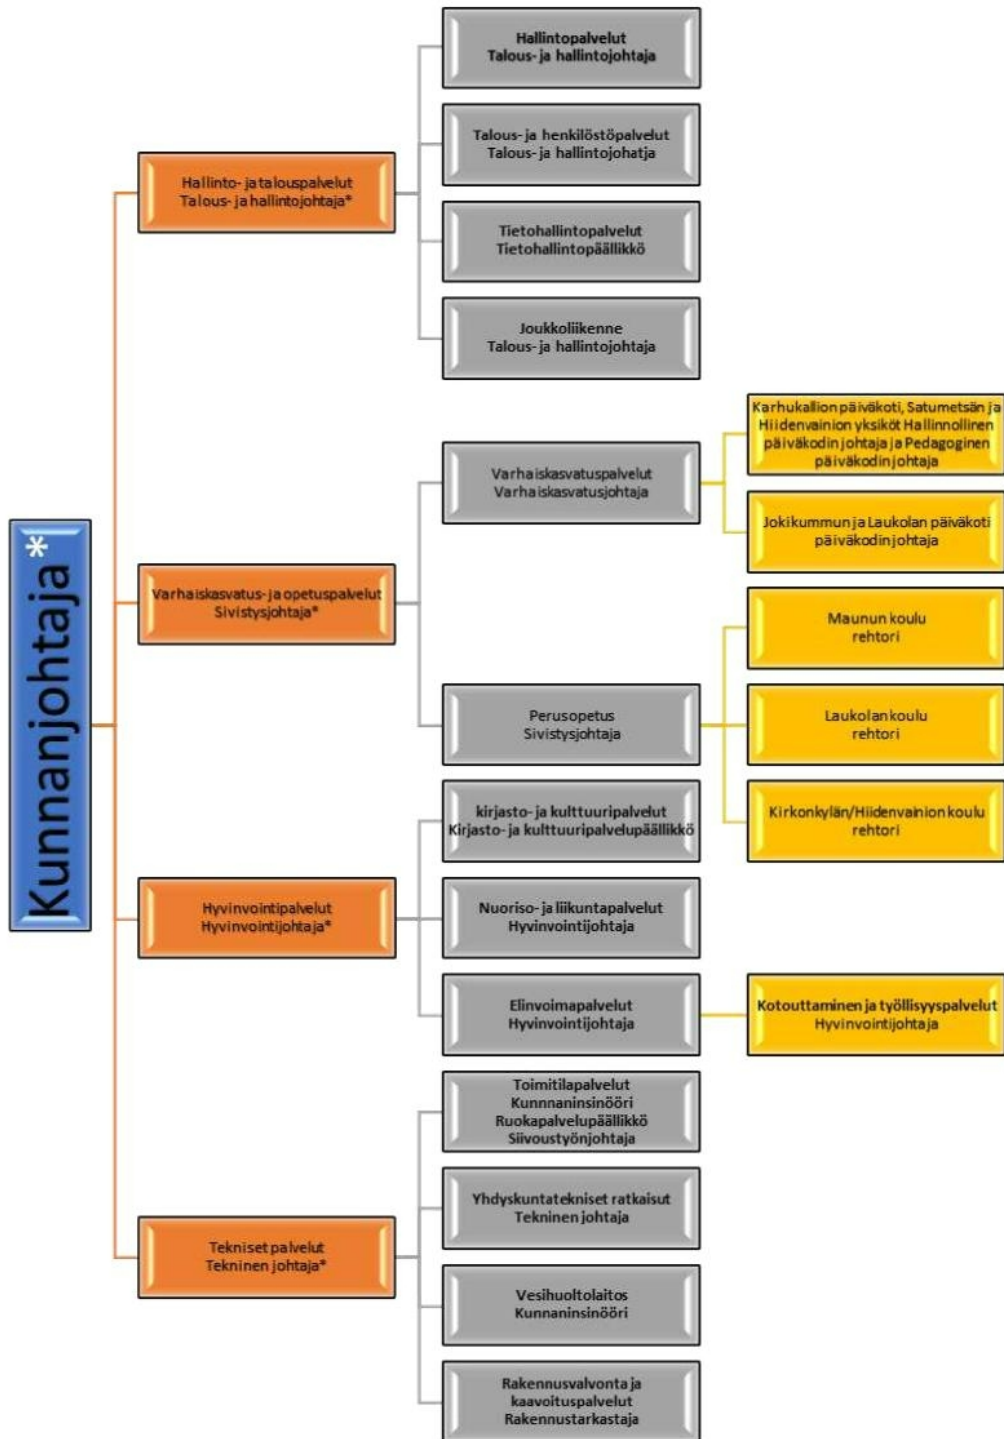 Kunnanjohtaja*
Hallinto- ja talouspalvelut
Talous- ja hallintojohtaja*
Hallintopalvelut
Talous- ja hallintojohtaja
Talous- ja henkilöstöpalvelut
Talous- ja hallintojohatja
Tietohallintopalvelut
Tietohallintopäällikkö
Joukkoliikenne
Talous- ja hallintojohtaja
Varhaiskasvatus- ja opetuspalvelut
Sivistysjohtaja*
Varhaiskasvatuspalvelut
Varhaiskasvatusjohtaja
Karhukallion päiväkoti, Satumetsän ja
Hiidenvainion yksiköt Hallinnollinen
päiväkodin johtaja ja Pedagoginen
päiväkodin johtaja
Jokikummun ja Laukolan päiväkoti
päiväkodin johtaja
Perusopetus
Sivistysjohtaja
Maunun koulu
rehtori
Laukolan koulu
rehtori
Kirkonkylän/Hiidenvainion koulu
rehtori
Hyvinvointipalvelut
Hyvinvointijohtaja*
kirjasto- ja kulttuuripalvelut
Kirjasto- ja kulttuuripalvelupäällikkö
Nuoriso- ja liikuntapalvelut
Hyvinvointijohtaja
Elinvoimapalvelut
Hyvinvointijohtaja
Kotouttaminen ja työllisyyspalvelut
Hyvinvointijohtaja
Tekniset palvelut
Tekninen johtaja*
Toimitilapalvelut
Kunnnaninsinööri
Ruokapalvelupäällikkö
Siivoustyönjohtaja
Yhdyskuntatekniset ratkaisut
Tekninen johtaja
Vesihuoltolaitos
Kunnaninsinööri
Rakennusvalvonta ja
kaavoituspalvelut
Rakennustarkastaja